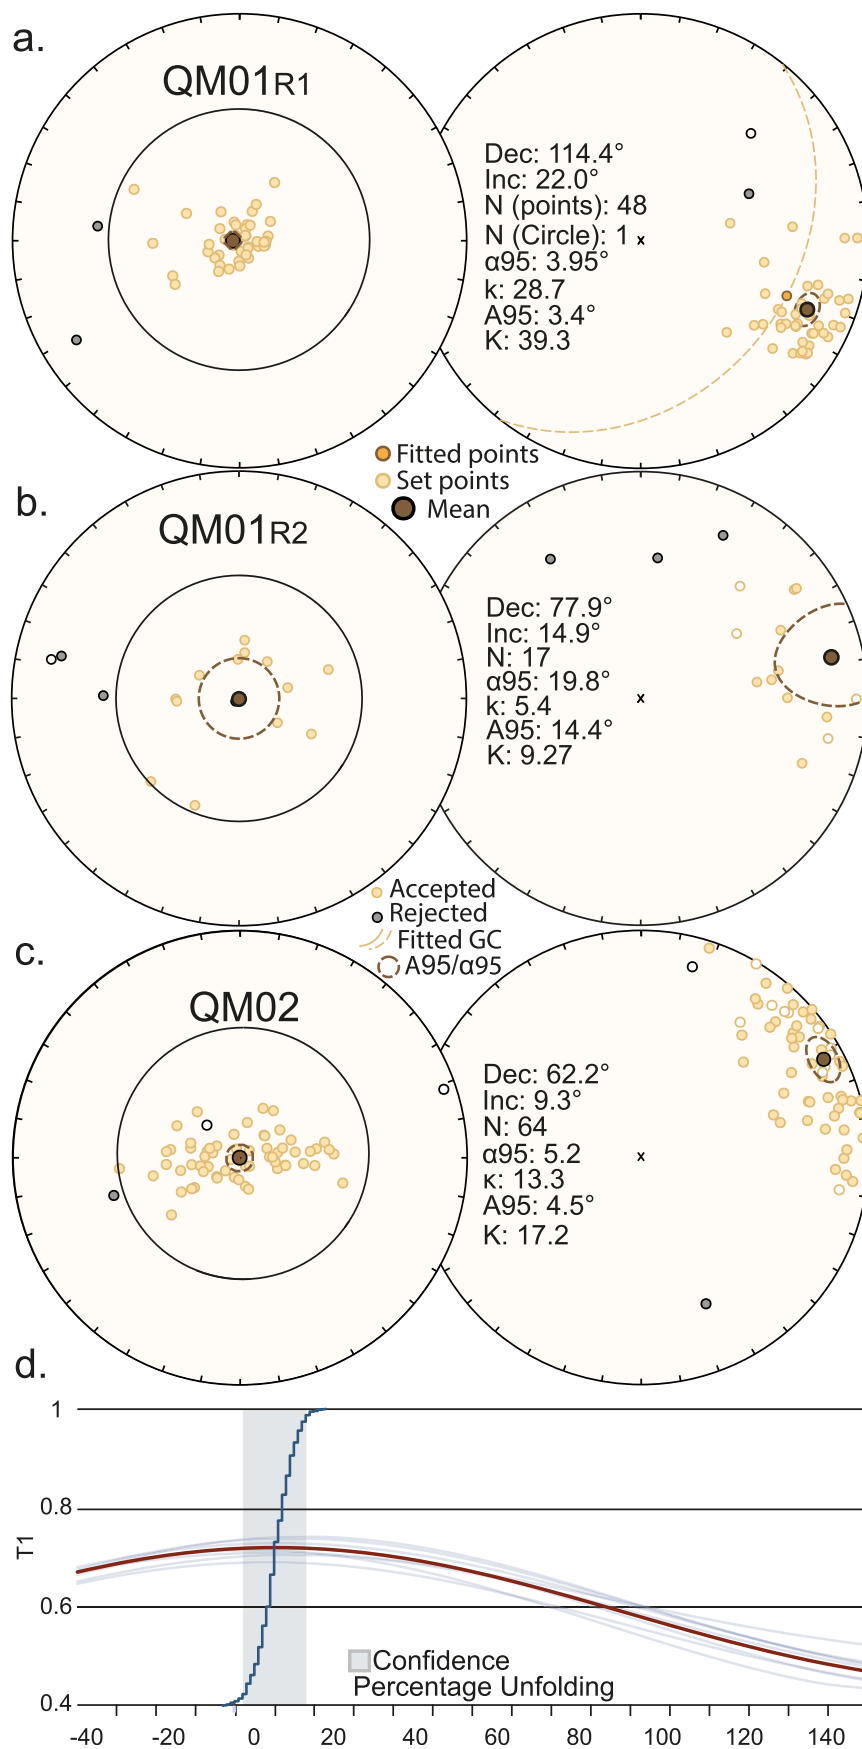 a.
QM01R1
Dec: 114.4°
Inc: 22.0°
N (points): 48
N (Circle): 1
x
α95: 3.95°
k: 28.7
A95: 3.4°
K: 39.3
Fitted points
Set points
Mean
b.
QM01R2
Dec: 77.9°
Inc: 14.9°
N: 17
α95: 19.8°
k: 5.4
x
A95: 14.4°
K: 9.27
Accepted
Rejected
Fitted GC
A95/α95
c.
QM02
Dec: 62.2°
Inc: 9.3°
N: 64
α95: 5.2
x
κ: 13.3
A95: 4.5°
K: 17.2
d.
1
0.8
T1
0.6
Confidence
Percentage Unfolding
0.4
-40 -20 0 20 40 60 80 100 120 140